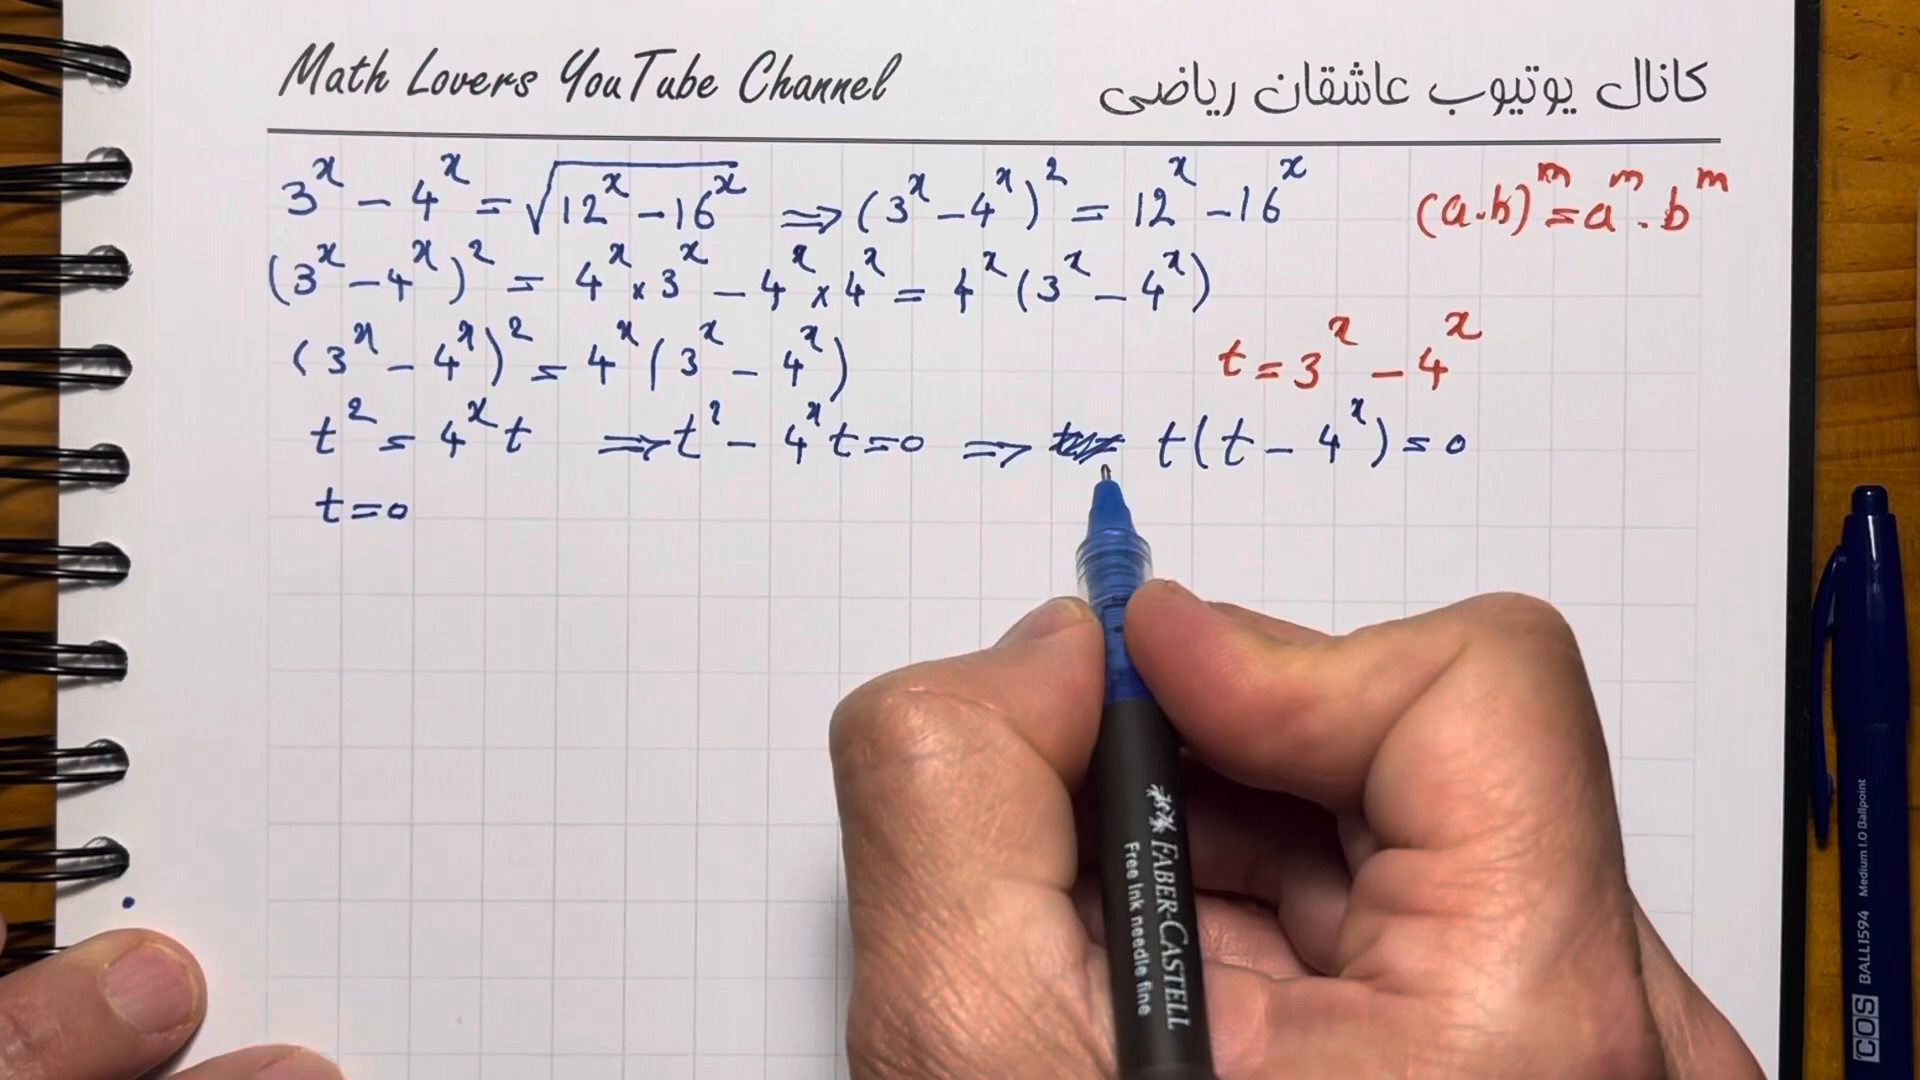 Math Lovers YouTube Channel
کانال یوتیوب عاشقان ریاضی
3^x - 4^x = √(12^x - 16^x) ⇒ (3^x - 4^x)^2 = 12^x - 16^x
(a.b)^m = a^m . b^m
(3^x - 4^x)^2 = 4^x × 3^x - 4^x × 4^x = 4^x (3^x - 4^x)
(3^x - 4^x)^2 = 4^x (3^x - 4^x)
t = 3^x - 4^x
t^2 = 4^x t ⇒ t^2 - 4^x t = 0 ⇒ t(t - 4^x) = 0
t = 0
FABER-CASTELL
Free Ink needle fine
COS BALL1594 Medium 1.0 Ballpoint